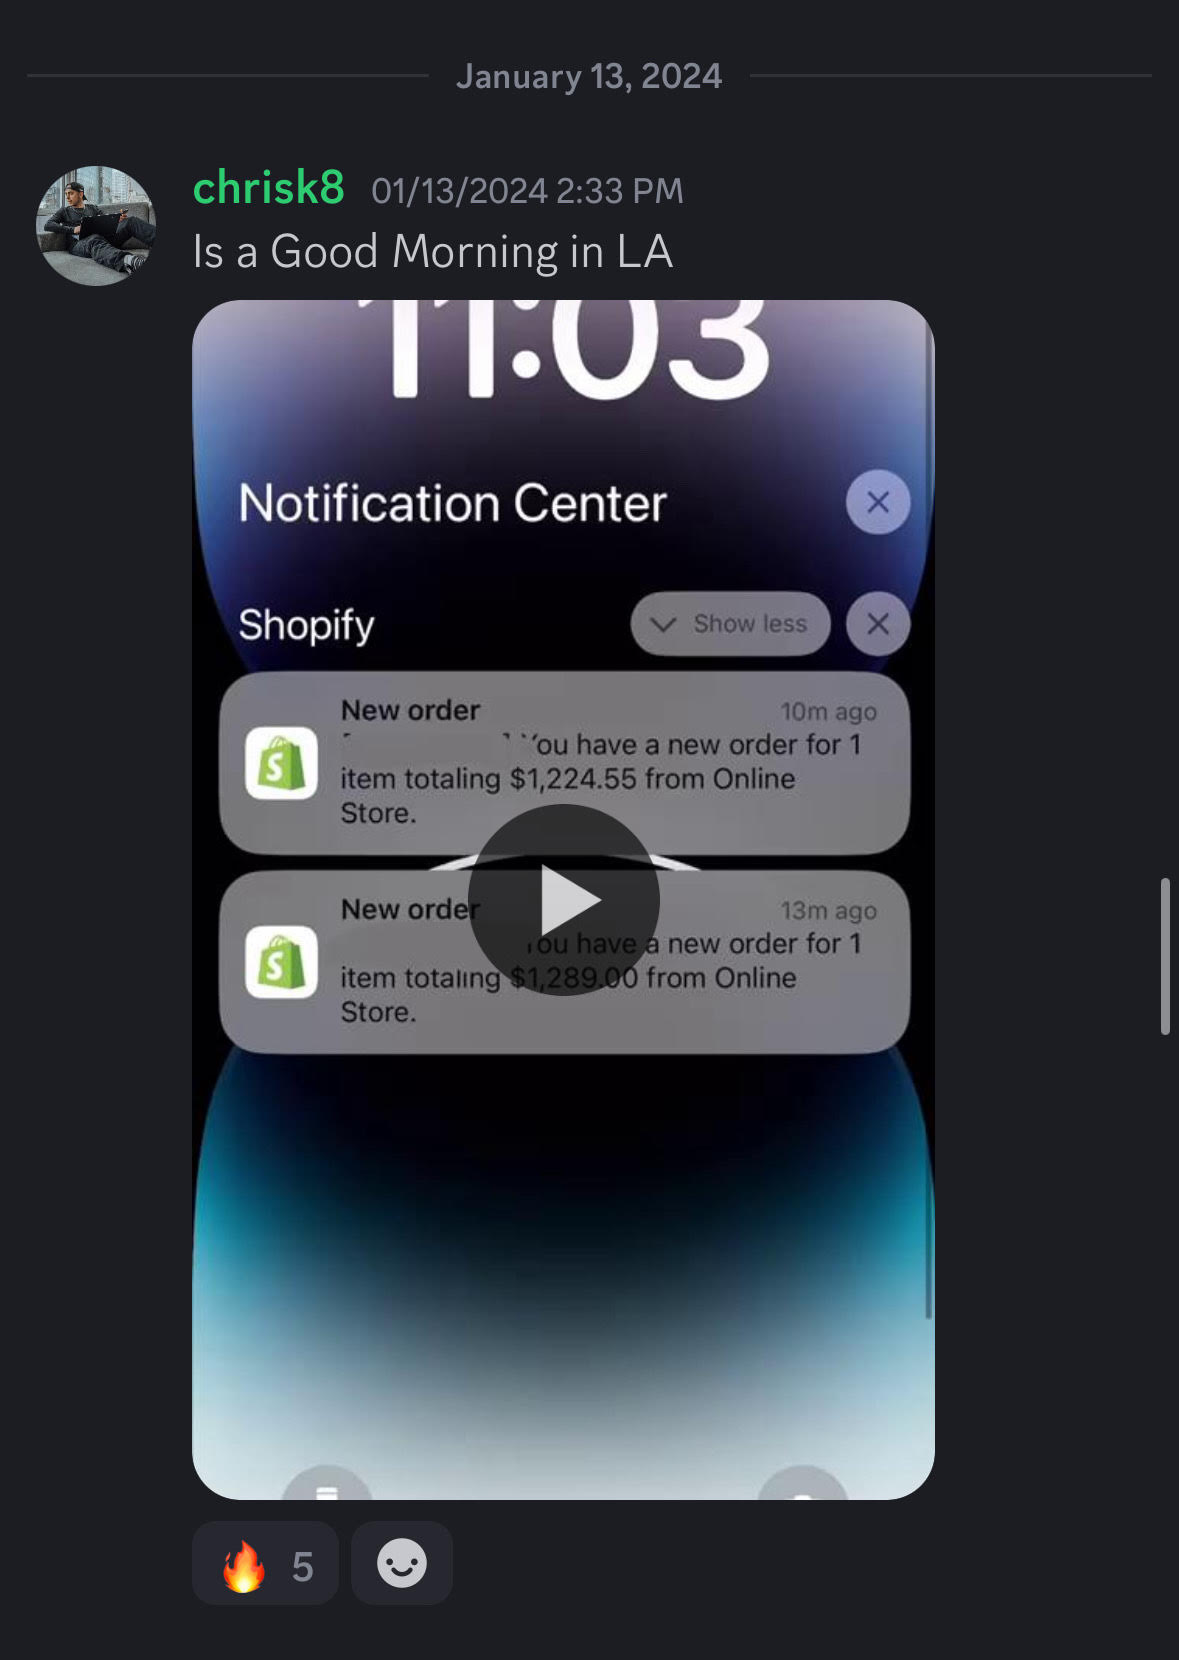 January 13, 2024
chrisk8 01/13/2024 2:33 PM
Is a Good Morning in LA
11:03
Notification Center
Shopify
Show less
New order
10m ago
You have a new order for 1
item totaling $1,224.55 from Online
Store.
New order
13m ago
You have a new order for 1
item totaling $1,289.00 from Online
Store.
5